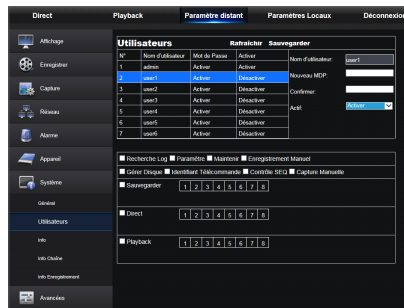 Direct Playback Paramètre distant Paramètres Locaux Déconnexion
Affichage
Enregistrer
Capture
Réseau
Alarme
Appareil
Système
Général
Utilisateurs
Info
Info Chaîne
Info Enregistrement
Avancées
Utilisateurs Rafraichir Sauvegarder
N° Nom d'utilisateur Mot de Passe Activer
1 admin Activer Activer
2 user1 Activer Désactiver
3 user2 Activer Désactiver
4 user3 Activer Désactiver
5 user4 Activer Désactiver
6 user5 Activer Désactiver
7 user6 Activer Désactiver
Nom d'utilisateur: user1
Nouveau MDP:
Confirmer:
Actif: Activer
Recherche Log Paramètre Maintenir Enregistrement Manuel
Gérer Disque Identifiant Télécommande Contrôle SEQ Capture Manuelle
Sauvegarder 1 2 3 4 5 6 7 8
Direct 1 2 3 4 5 6 7 8
Playback 1 2 3 4 5 6 7 8